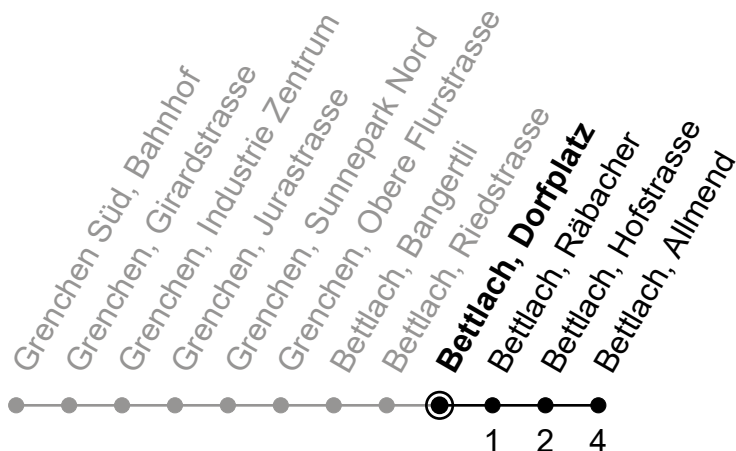 Grenchen Süd, Bahnhof
Grenchen, Girardstrasse
Grenchen, Industrie Zentrum
Grenchen, Jurastrasse
Grenchen, Sunnepark Nord
Grenchen, Obere Flurstrasse
Bettlach, Bangertli
Bettlach, Riedstrasse
Bettlach, Dorfplatz
Bettlach, Räbacher
Bettlach, Hofstrasse
Bettlach, Allmend
1 2 4